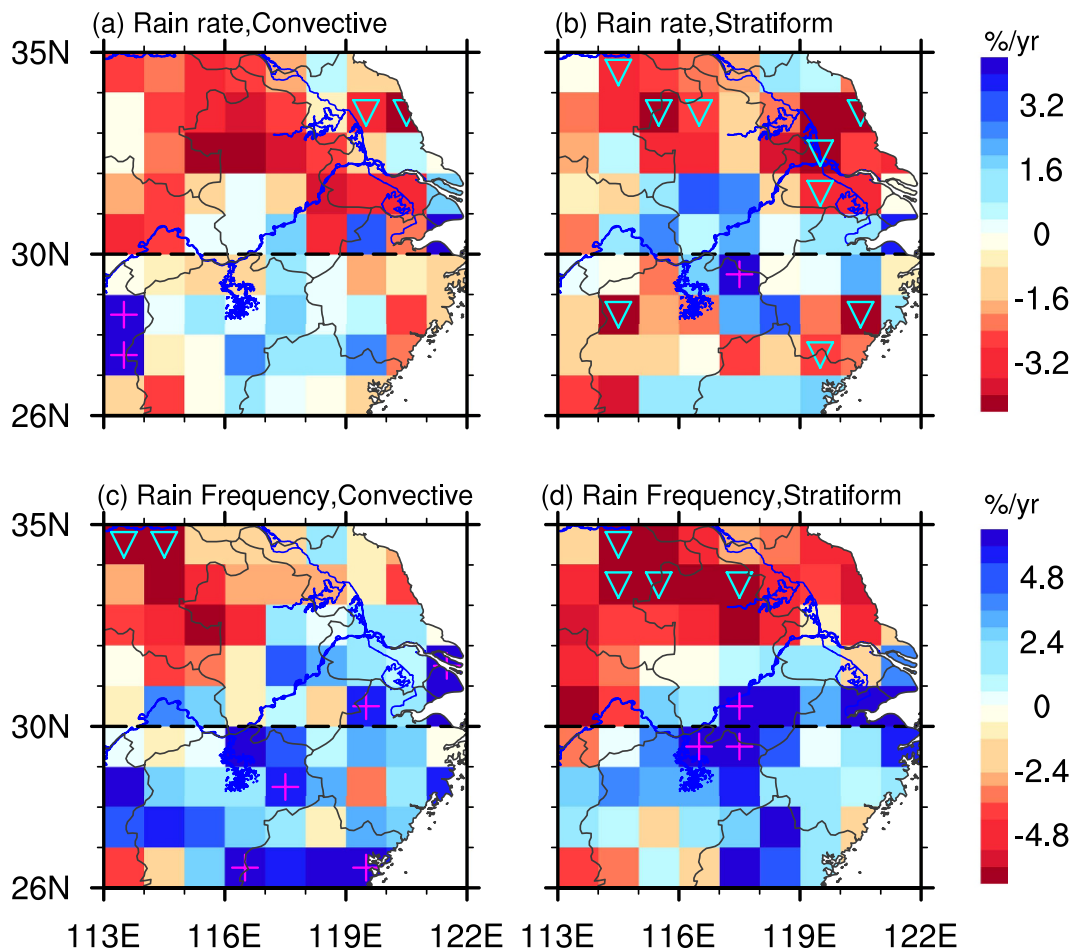 (a) Rain rate,Convective
(b) Rain rate,Stratiform
%/yr
35N
30N
26N
3.2
1.6
0
-1.6
-3.2
(c) Rain Frequency,Convective
(d) Rain Frequency,Stratiform
%/yr
35N
30N
26N
4.8
2.4
0
-2.4
-4.8
113E 116E 119E 122E
113E 116E 119E 122E